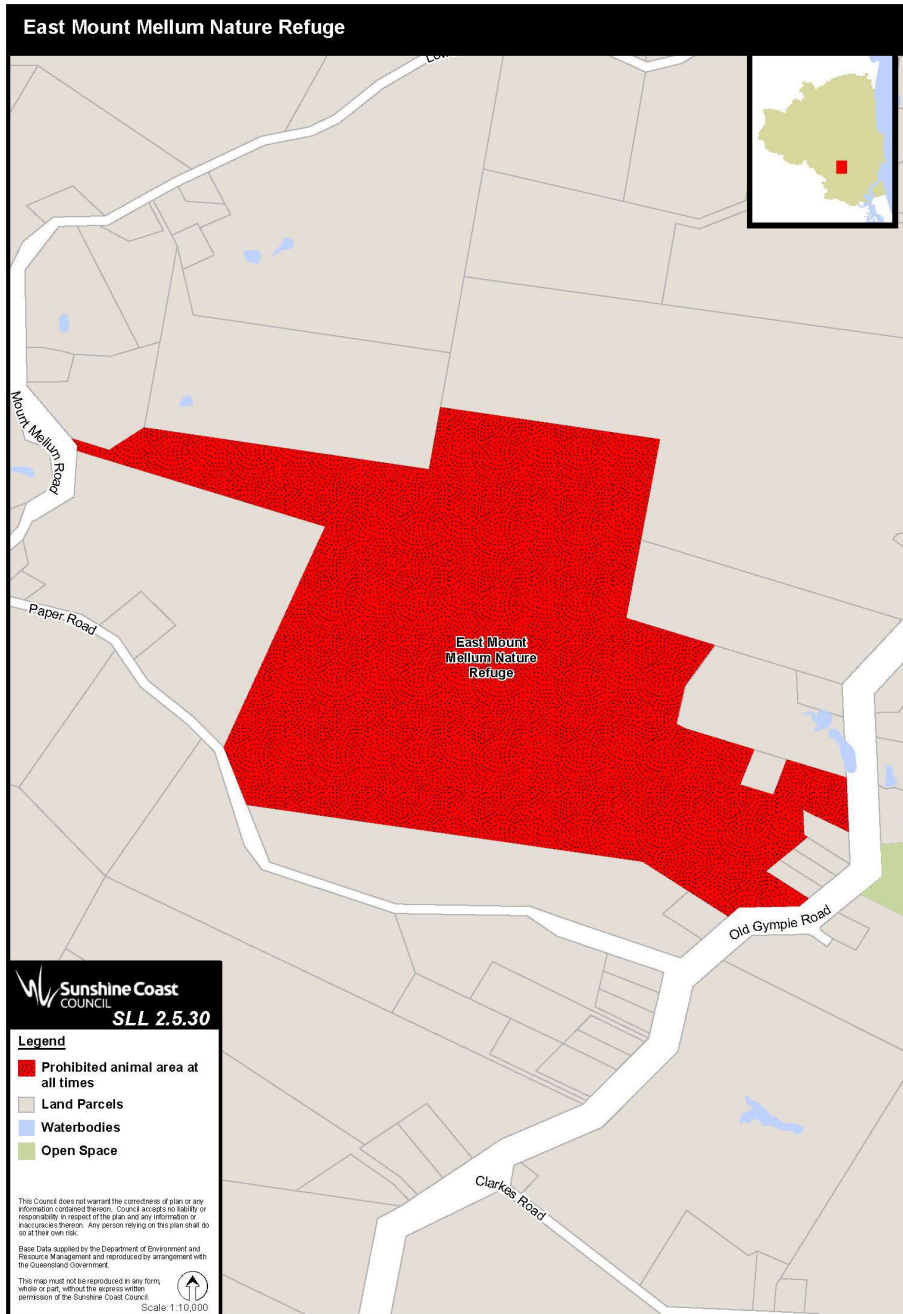 East Mount Mellum Nature Refuge
Mount Mellum Road
Paper Road
East Mount
Mellum Nature
Refuge
Old Gympie Road
Clarkes Road
Sunshine Coast
COUNCIL
SLL 2.5.30
Legend
Prohibited animal area at
all times
Land Parcels
Waterbodies
Open Space
This Council does not warrant the correctness of plan or any
information contained thereon. Council accepts no liability or
responsibility in respect of the plan and any information or
inaccuracies thereon. Any person relying on this plan shall do
so at their own risk.
Base Data supplied by the Department of Environment and
Resource Management and reproduced by arrangement with
the Queensland Government.
This map must not be reproduced in any form,
whole or part, without the express written
permission of the Sunshine Coast Council.
Scale:1:10,000